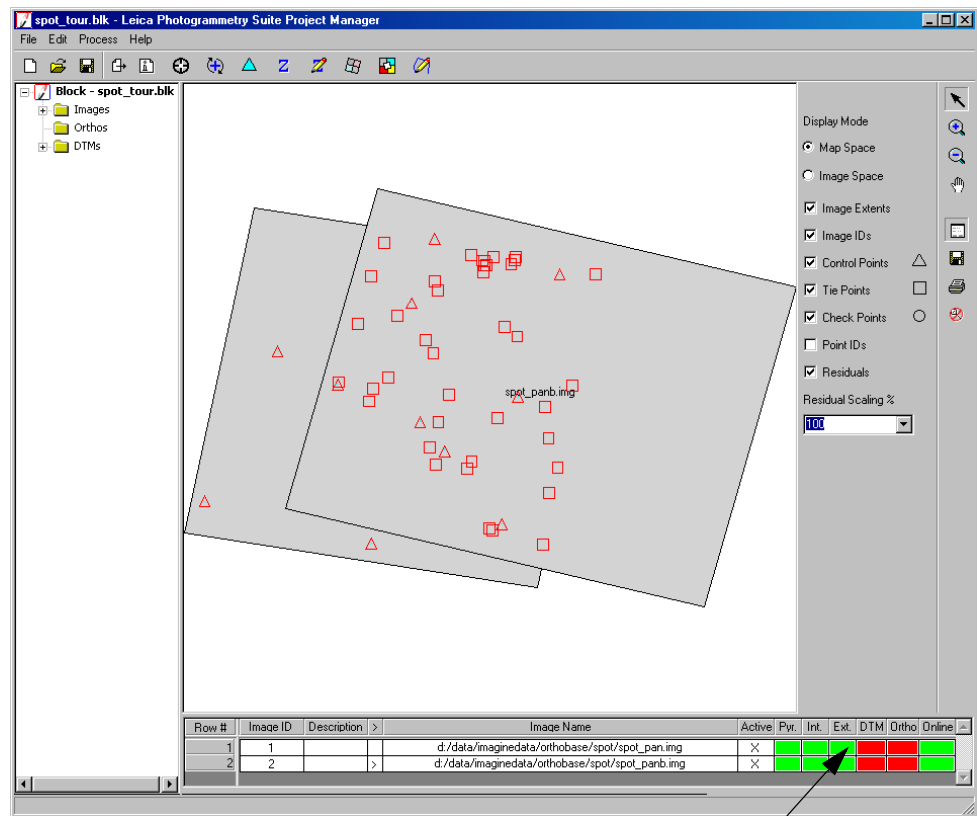 spot_tour.blk - Leica Photogrammetry Suite Project Manager
File Edit Process Help
Block - spot_tour.blk
Images
Orthos
DTMs
spot_panb.img
Display Mode
Map Space
Image Space
Image Extents
Image IDs
Control Points
Tie Points
Check Points
Point IDs
Residuals
Residual Scaling %
100
Row # Image ID Description > Image Name Active Pyr. Int. Ext. DTM Ortho Online
1 1 d:/data/imaginedata/orthobase/spot/spot_pan.img X
2 2 > d:/data/imaginedata/orthobase/spot/spot_panb.img X